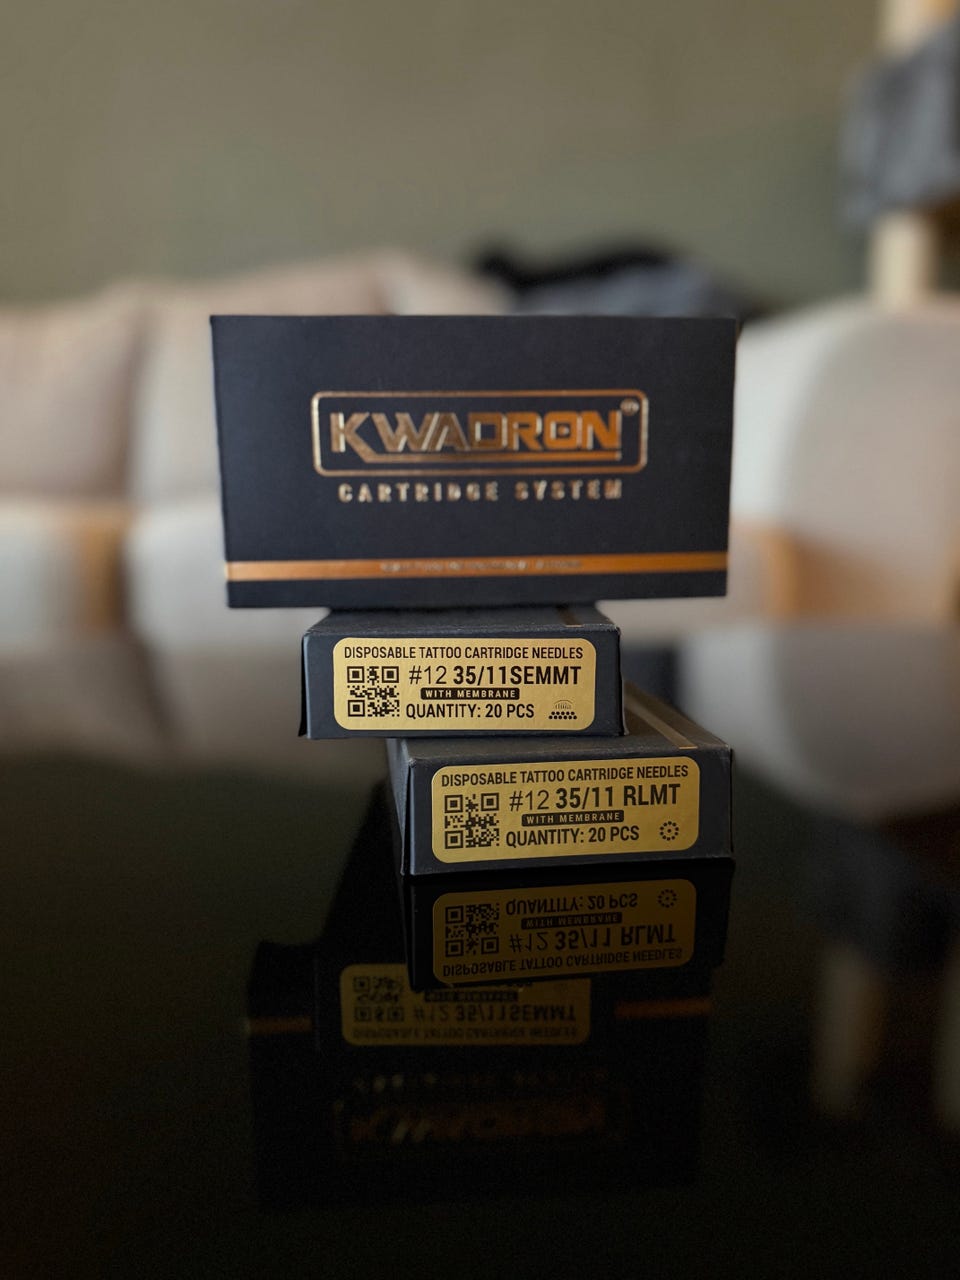 KWADRON
CARTRIDGE SYSTEM
DISPOSABLE TATTOO CARTRIDGE NEEDLES
#12 35/11SEMMT
WITH MEMBRANE
QUANTITY: 20 PCS
DISPOSABLE TATTOO CARTRIDGE NEEDLES
#12 35/11 RLMT
WITH MEMBRANE
QUANTITY: 20 PCS